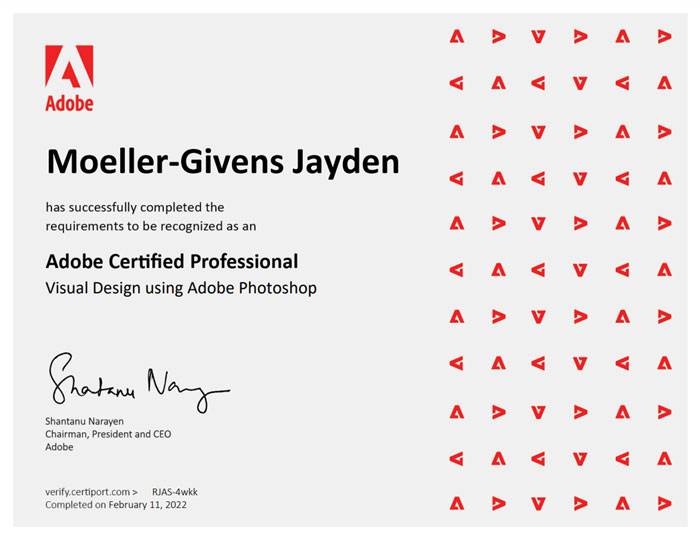 Adobe
Moeller-Givens Jayden
has successfully completed the
requirements to be recognized as an
Adobe Certified Professional
Visual Design using Adobe Photoshop
Shantanu Narayen
Shantanu Narayen
Chairman, President and CEO
Adobe
verify.certiport.com > RJAS-4wkk
Completed on February 11, 2022